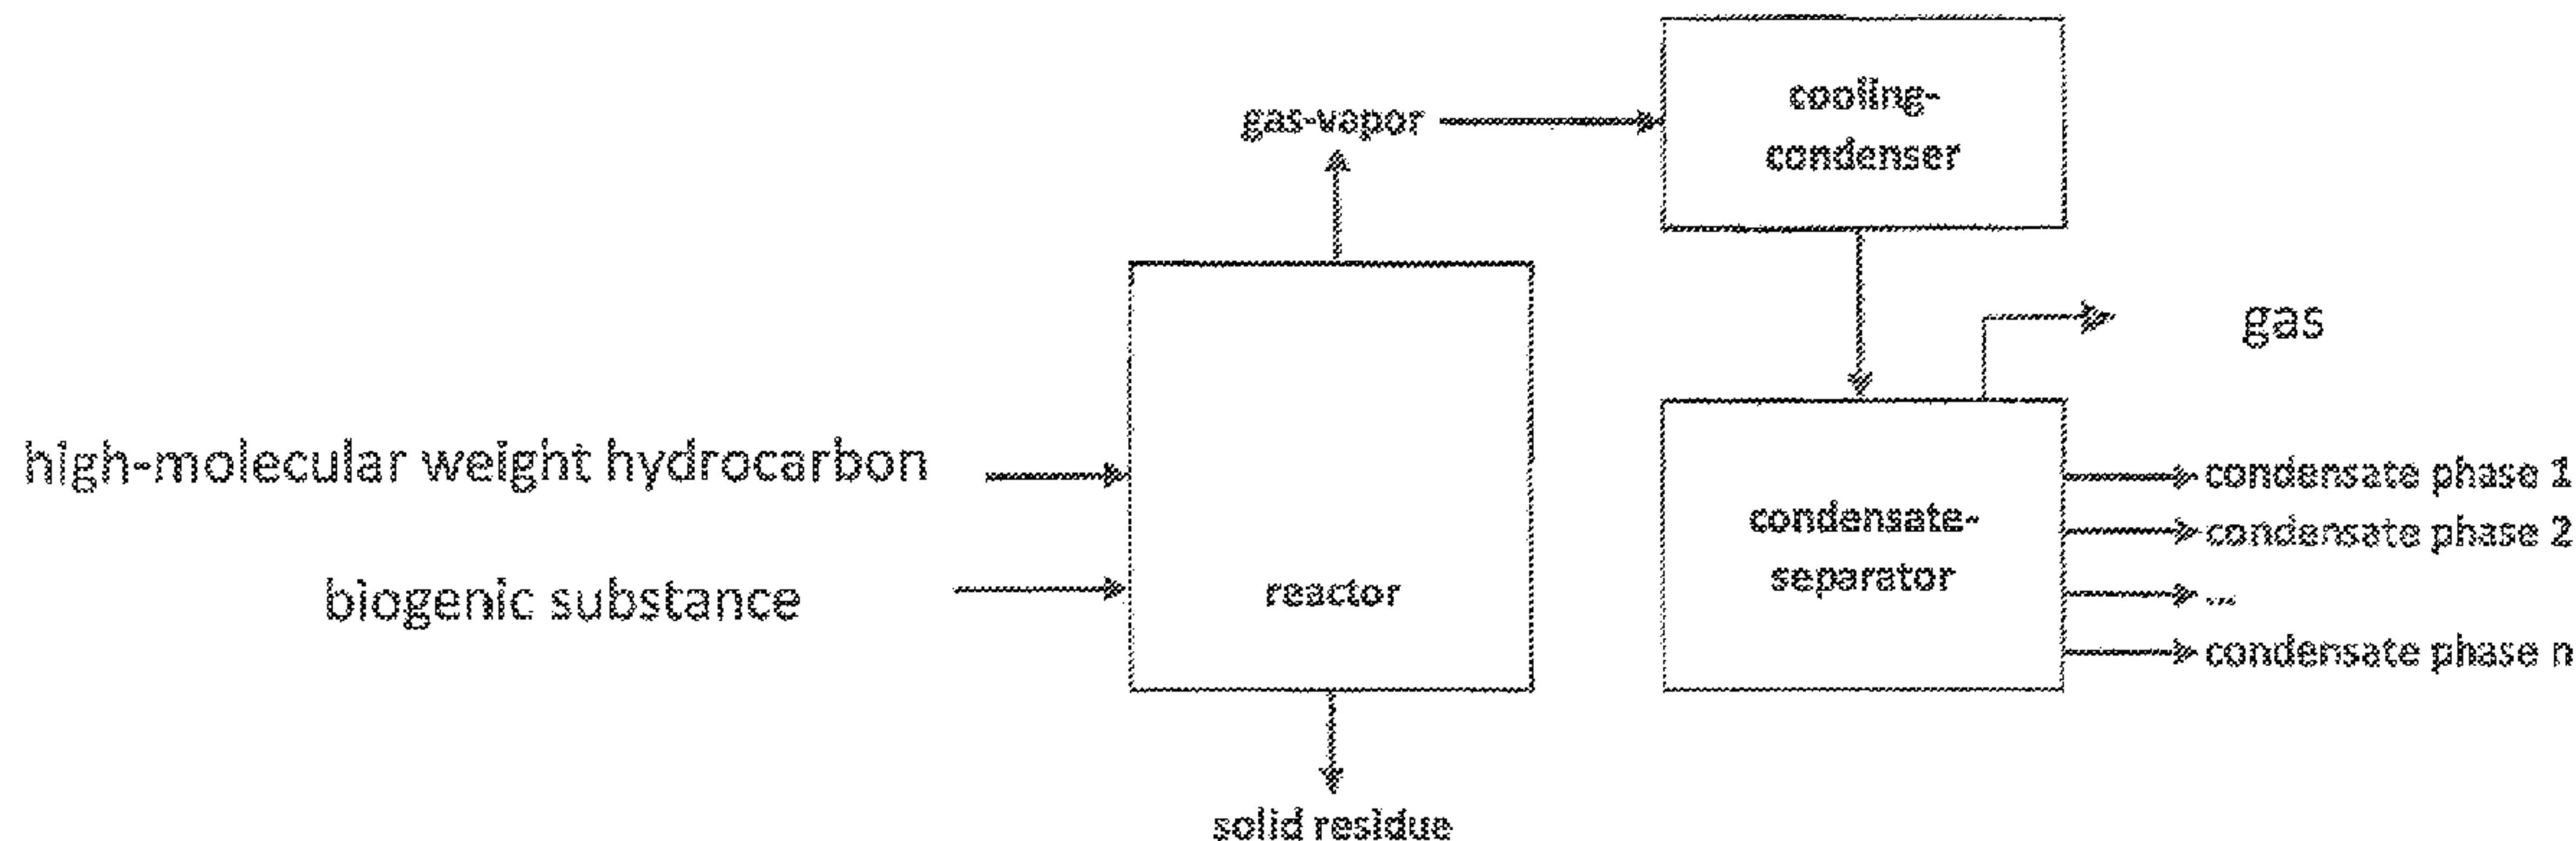 cooling-
condenser
gas-vapor
gas
high-molecular weight hydrocarbon
biogenic substance
reactor
condensate-
separator
condensate phase 1
condensate phase 2
...
condensate phase n
solid residue